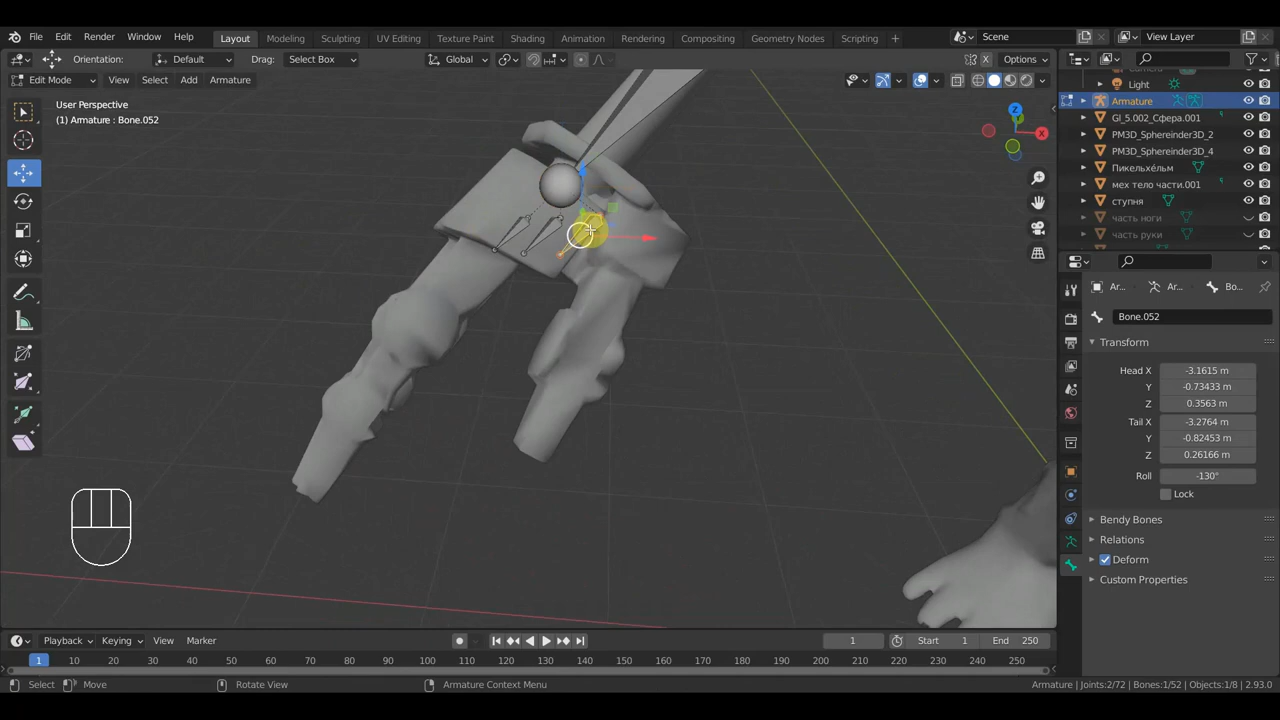 File Edit Render Window Help Layout Modeling Sculpting UV Editing Texture Paint Shading Animation Rendering Compositing Geometry Nodes Scripting + Scene View Layer
Orientation: Default Drag: Select Box Global Options
Edit Mode View Select Add Armature
User Perspective
(1) Armature : Bone.052
Z
X
Light
Armature
GI_5.002_Сфера.001
PM3D_Sphereinder3D_2
PM3D_Sphereinder3D_4
Пикельхе́льм
мех тело части.001
ступня
часть ноги
часть руки
Ar... Ar... Bo...
Bone.052
Transform
Head X -3.1615 m
Y -0.73433 m
Z 0.3563 m
Tail X -3.2764 m
Y -0.82453 m
Z 0.26166 m
Roll -130°
Lock
Bendy Bones
Relations
Deform
Custom Properties
Playback Keying View Marker 1 Start 1 End 250
1 10 20 30 40 50 60 70 80 90 100 110 120 130 140 150 160 170 180 190 200 210 220 230 240 250
Select Move Rotate View Armature Context Menu Armature | Joints:2/72 | Bones:1/52 | Objects:1/8 | 2.93.0